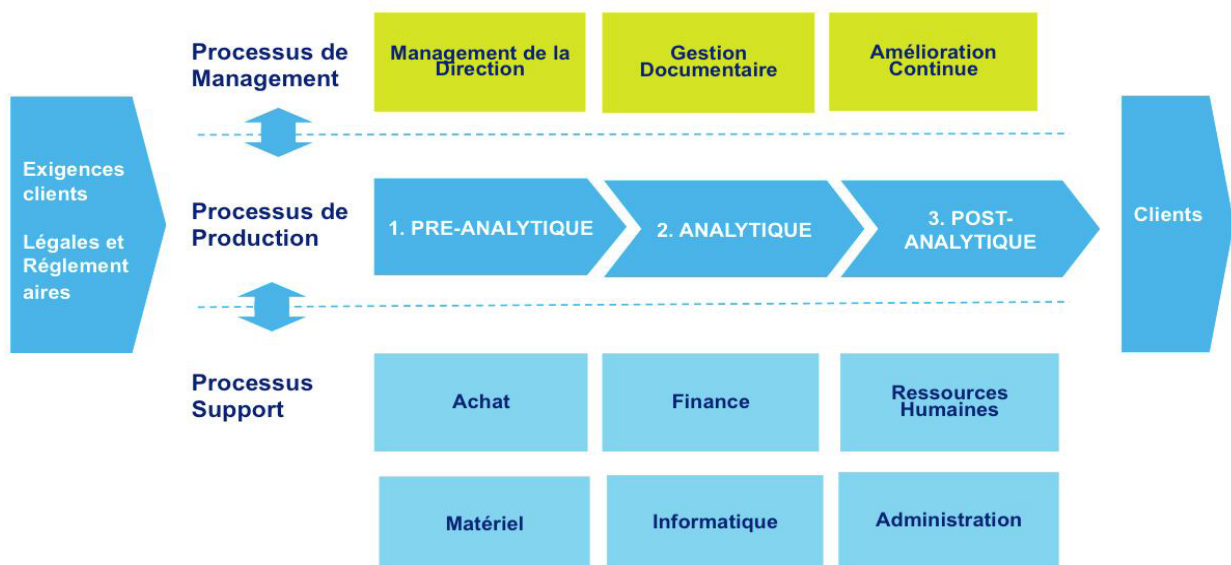 Exigences
clients
Légales et
Réglement
aires
Processus de
Management
Management de la
Direction
Gestion
Documentaire
Amélioration
Continue
Processus de
Production
1. PRE-ANALYTIQUE
2. ANALYTIQUE
3. POST-
ANALYTIQUE
Clients
Processus
Support
Achat
Finance
Ressources
Humaines
Matériel
Informatique
Administration